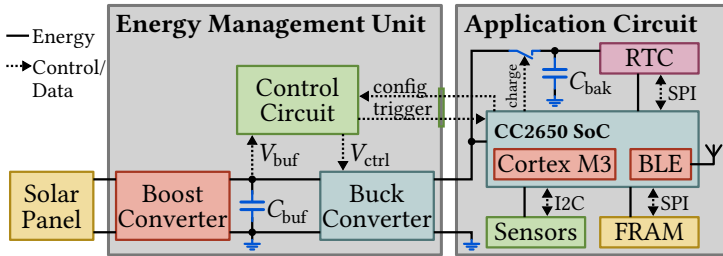 Energy
Control/
Data
Energy Management Unit
Application Circuit
Control
Circuit
config
trigger
charge
C_bak
RTC
SPI
CC2650 SoC
Cortex M3
BLE
V_buf
V_ctrl
Solar
Panel
Boost
Converter
C_buf
Buck
Converter
I2C
SPI
Sensors
FRAM